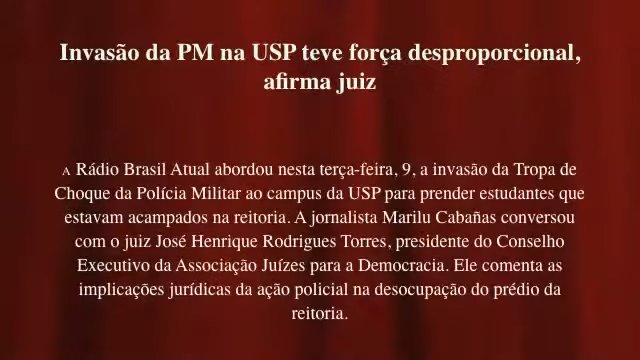 Invasão da PM na USP teve força desproporcional,
afirma juiz
A Rádio Brasil Atual abordou nesta terça-feira, 9, a invasão da Tropa de
Choque da Polícia Militar ao campus da USP para prender estudantes que
estavam acampados na reitoria. A jornalista Marilu Cabañas conversou
com o juiz José Henrique Rodrigues Torres, presidente do Conselho
Executivo da Associação Juízes para a Democracia. Ele comenta as
implicações jurídicas da ação policial na desocupação do prédio da
reitoria.